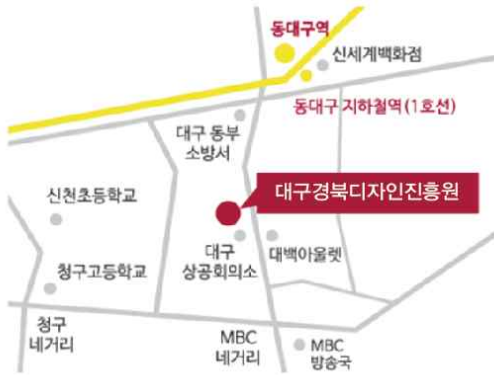 동대구역
신세계백화점
동대구 지하철역(1호선)
대구 동부
소방서
신천초등학교
대구경북디자인진흥원
대구
상공회의소
대백아울렛
청구고등학교
청구
네거리
MBC
네거리
MBC
방송국